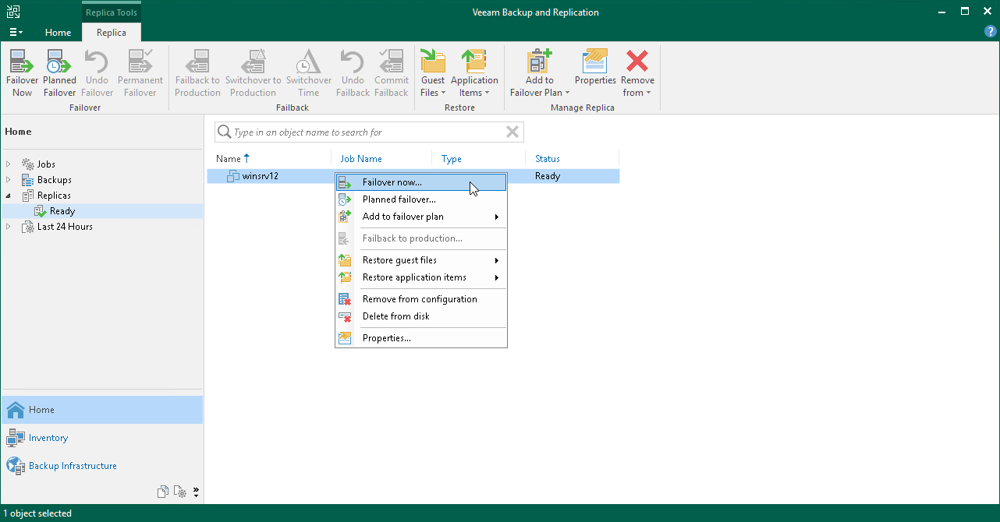 Replica Tools
Veeam Backup and Replication
Home
Replica
?
Failover Now
Planned Failover
Undo Failover
Permanent Failover
Failover
Failback to Production
Switchover to Production
Switchover Time
Undo Failback
Commit Failback
Failback
Guest Files
Application Items
Restore
Add to Failover Plan
Properties
Remove from
Manage Replica
Home
Jobs
Backups
Replicas
Ready
Last 24 Hours
Type in an object name to search for
Name Job Name Type Status
winsrv12 Ready
Failover now...
Planned failover...
Add to failover plan
Failback to production...
Restore guest files
Restore application items
Remove from configuration
Delete from disk
Properties...
Home
Inventory
Backup Infrastructure
1 object selected